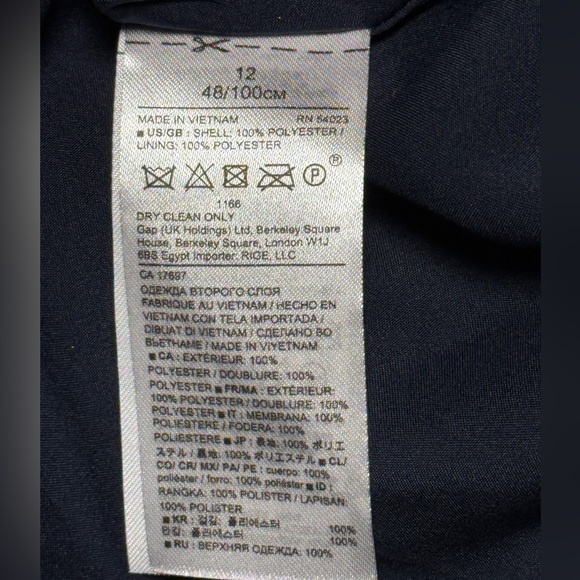 12
48/100CM
MADE IN VIETNAM RN 54023
■ US/GB : SHELL: 100% POLYESTER /
LINING: 100% POLYESTER
P ®
1166
DRY CLEAN ONLY
Gap (UK Holdings) Ltd, Berkeley Square
House, Berkeley Square, London W1J
6BS Egypt Importer: RIGE, LLC
CA 17897
ОДЕЖДА ВТОРОГО СЛОЯ
FABRIQUE AU VIETNAM / HECHO EN
VIETNAM CON TELA IMPORTADA /
DIBUAT DI VIETNAM / СДЕЛАНО ВО
ВЬЕТНАМЕ / MADE IN VIYETNAM
■ CA : EXTÉRIEUR: 100%
POLYESTER / DOUBLURE: 100%
POLYESTER ■ FR/MA : EXTÉRIEUR:
100% POLYESTER / DOUBLURE: 100%
POLYESTER ■ IT : MEMBRANA: 100%
POLIESTERE / FODERA: 100%
POLIESTERE ■ JP : 表地: 100% ポリエ
ステル / 裏地: 100% ポリエステル ■ CL/
CO/ CR/ MX/ PA/ PE : cuerpo: 100%
poliéster / forro: 100% poliéster ■ ID :
RANGKA: 100% POLISTER / LAPISAN:
100% POLISTER
■ KR : 겉감: 폴리에스터 100%
안감: 폴리에스터 100%
■ RU : ВЕРХНЯЯ ОДЕЖДА: 100%